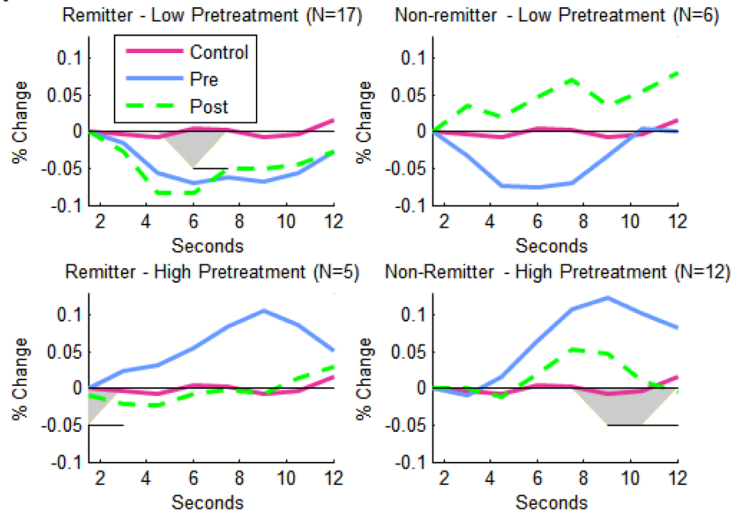 Remitter - Low Pretreatment (N=17)
Control
Pre
Post
% Change
0.1
0.05
0
-0.05
-0.1
2 4 6 8 10 12
Seconds
Non-remitter - Low Pretreatment (N=6)
% Change
0.1
0.05
0
-0.05
-0.1
2 4 6 8 10 12
Seconds
Remitter - High Pretreatment (N=5)
% Change
0.1
0.05
0
-0.05
-0.1
2 4 6 8 10 12
Seconds
Non-Remitter - High Pretreatment (N=12)
% Change
0.1
0.05
0
-0.05
-0.1
2 4 6 8 10 12
Seconds